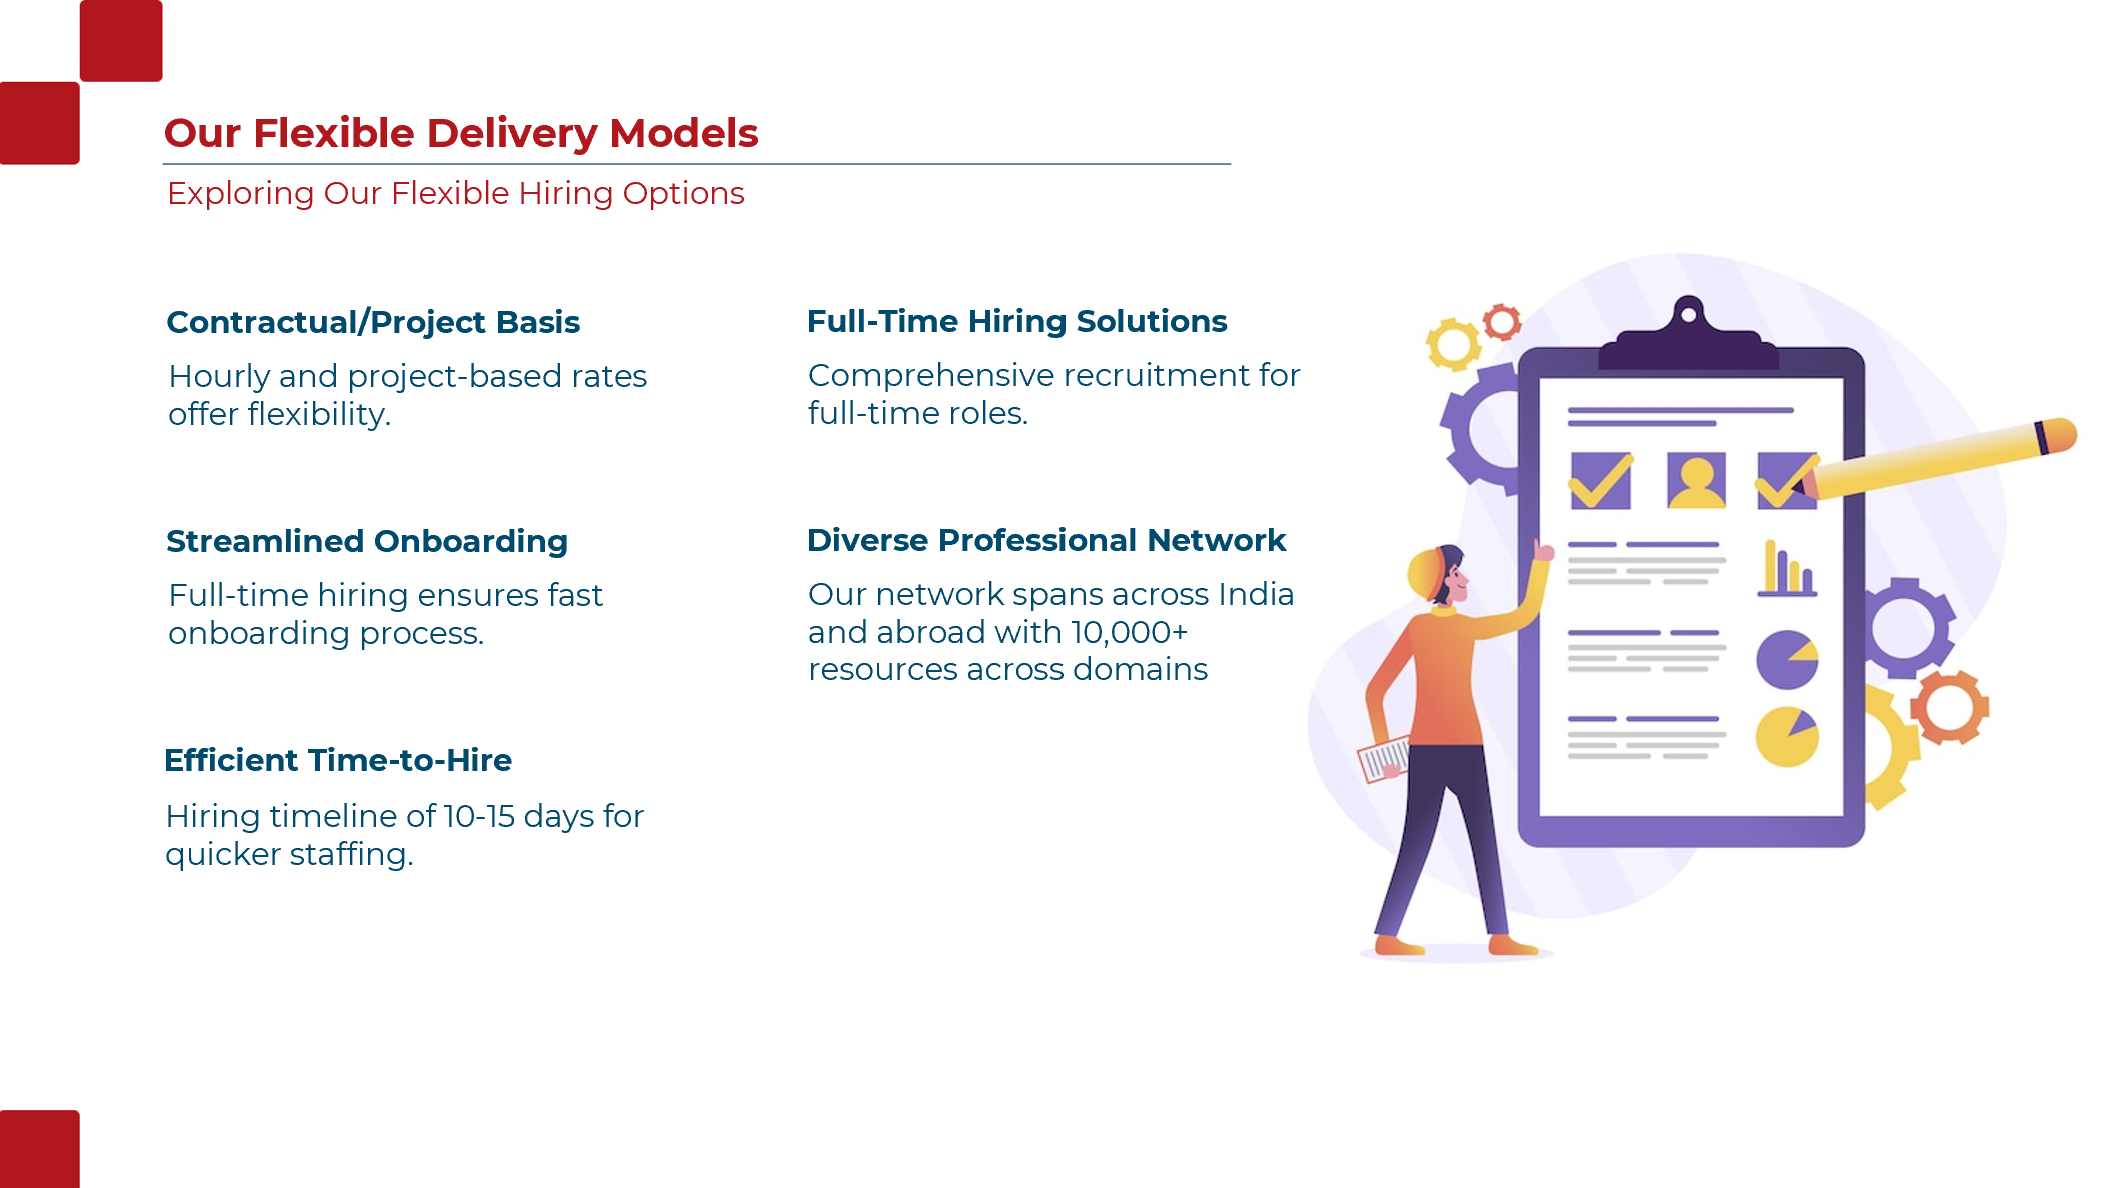 Our Flexible Delivery Models
Exploring Our Flexible Hiring Options
Contractual/Project Basis
Hourly and project-based rates
offer flexibility.
Full-Time Hiring Solutions
Comprehensive recruitment for
full-time roles.
Streamlined Onboarding
Full-time hiring ensures fast
onboarding process.
Diverse Professional Network
Our network spans across India
and abroad with 10,000+
resources across domains
Efficient Time-to-Hire
Hiring timeline of 10-15 days for
quicker staffing.